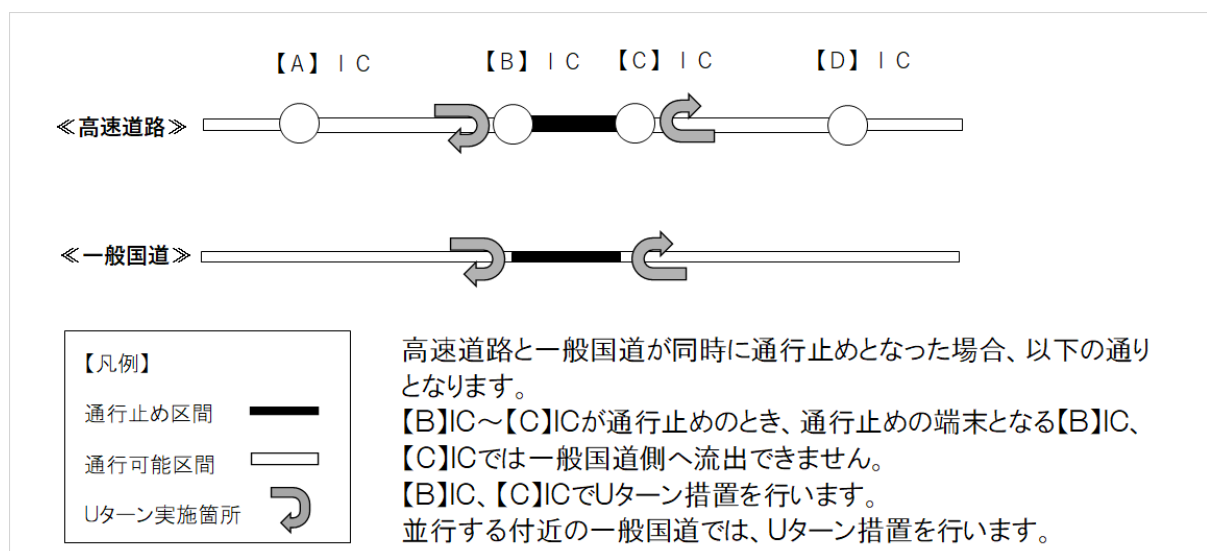 【A】ＩＣ 【B】ＩＣ 【C】ＩＣ 【D】ＩＣ
≪高速道路≫
≪一般国道≫
【凡例】
通行止め区間
通行可能区間
Uターン実施箇所
高速道路と一般国道が同時に通行止めとなった場合、以下の通り
となります。
【B】IC～【C】ICが通行止めのとき、通行止めの端末となる【B】IC、
【C】ICでは一般国道側へ流出できません。
【B】IC、【C】ICでUターン措置を行います。
並行する付近の一般国道では、Uターン措置を行います。